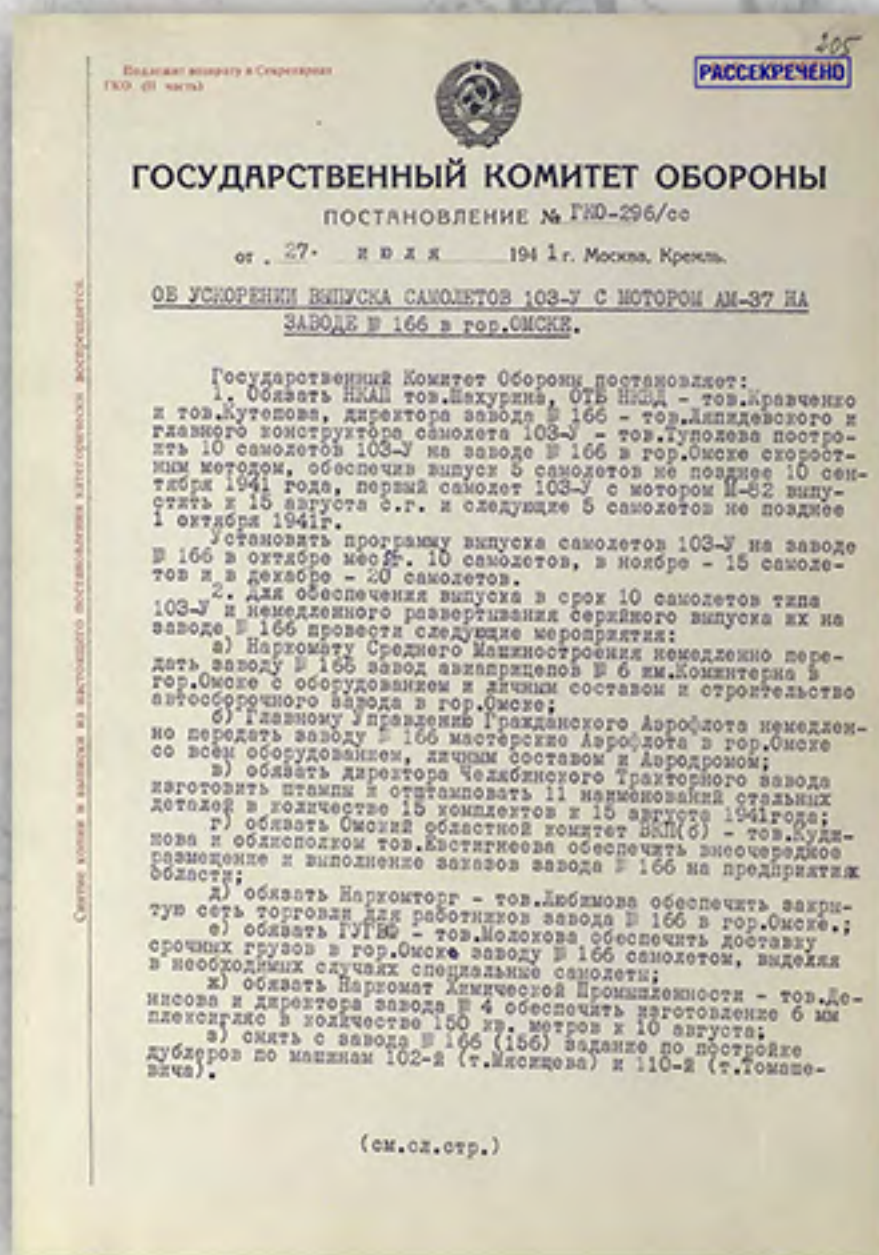 205
Подлежит возврату в Секретариат
ГКО (II часть)
РАССЕКРЕЧЕНО
ГОСУДАРСТВЕННЫЙ КОМИТЕТ ОБОРОНЫ
ПОСТАНОВЛЕНИЕ № ГКО-296/сс
от „27" июля 1941 г. Москва, Кремль.
ОБ УСКОРЕНИИ ВЫПУСКА САМОЛЕТОВ 103-У С МОТОРОМ АМ-37 НА
ЗАВОДЕ № 166 в гор.ОМСКЕ.
Государственный Комитет Обороны постановляет:
1. Обязать НКАП тов.Шахурина, ОТБ НКВД - тов.Кравченко
и тов.Кутепова, директора завода № 166 - тов.Ляпидевского и
главного конструктора самолета 103-У - тов.Туполева постро-
ить 10 самолетов 103-У на заводе № 166 в гор.Омске скорост-
ным методом, обеспечив выпуск 5 самолетов не позднее 10 сен-
тября 1941 года, первый самолет 103-У с мотором М-82 выпу-
стить к 15 августа с.г. и следующие 5 самолетов не позднее
1 октября 1941г.
Установить программу выпуска самолетов 103-У на заводе
№ 166 в октябре 10 самолетов, в ноябре - 15 самоле-
тов и в декабре - 20 самолетов.
2. Для обеспечения выпуска в срок 10 самолетов типа
103-У и немедленного развертывания серийного выпуска их на
заводе № 166 провести следующие мероприятия:
а) Наркомату Среднего Машиностроения немедленно пере-
дать заводу № 166 завод авиаприцепов № 6 им.Коминтерна в
гор.Омске с оборудованием и личным составом и строительство
автосборочного завода в гор.Омске;
б) Главному Управлению Гражданского Аэрофлота немедлен-
но передать заводу № 166 мастерские Аэрофлота в гор.Омске
со всем оборудованием, личным составом и Аэродромом;
в) обязать директора Челябинского Тракторного завода
изготовить штампы и отштамповать 11 наименований стальных
деталей в количестве 15 комплектов к 15 августа 1941года;
г) обязать Омский областной комитет ВКП(б) - тов.Куди-
нова и облисполком тов.Евстигнеева обеспечить внеочередное
размещение и выполнение заказов завода № 166 на предприятиях
области;
д) обязать Наркомторг - тов.Любимова обеспечить закры-
тую сеть торговли для работников завода № 166 в гор.Омске.;
е) обязать ГУГВФ - тов.Молокова обеспечить доставку
срочных грузов в гор.Омске заводу № 166 самолетом, выделяя
в необходимых случаях специальные самолеты;
ж) обязать Наркомат Химической Промышленности - тов.Де-
нисова и директора завода № 4 обеспечить изготовление 6 мм
плексигляс в количестве 150 кв. метров к 10 августа;
з) снять с завода № 166 (156) задание по постройке
дублеров по машинам 102-й (т.Мясищева) и 110-й (т.Томаше-
вича).
(см.сл.стр.)
Снятие копий и выписки из настоящего постановления категорически воспрещается.